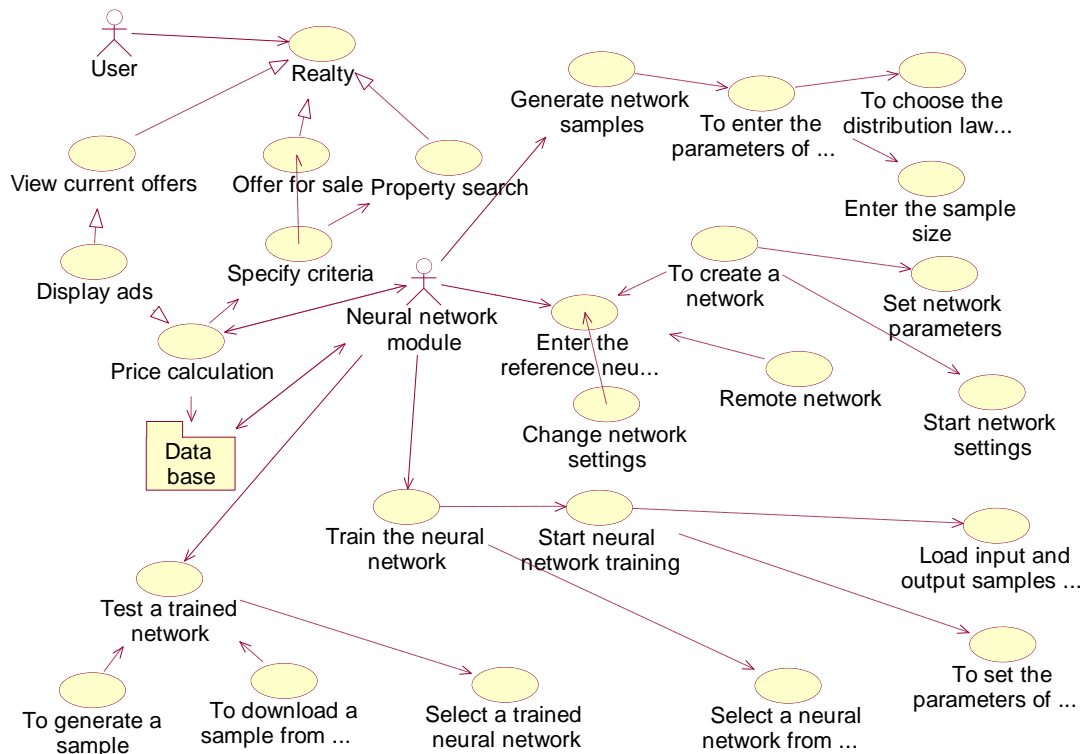 User
Realty
Generate network
samples
To enter the
parameters of ...
To choose the
distribution law...
View current offers
Offer for sale
Property search
Enter the sample
size
Display ads
Specify criteria
Neural network
module
To create a
network
Set network
parameters
Price calculation
Enter the
reference neu...
Remote network
Change network
settings
Start network
settings
Data
base
Train the neural
network
Start neural
network training
Load input and
output samples ...
Test a trained
network
To set the
parameters of ...
To generate a
sample
To download a
sample from ...
Select a trained
neural network
Select a neural
network from ...